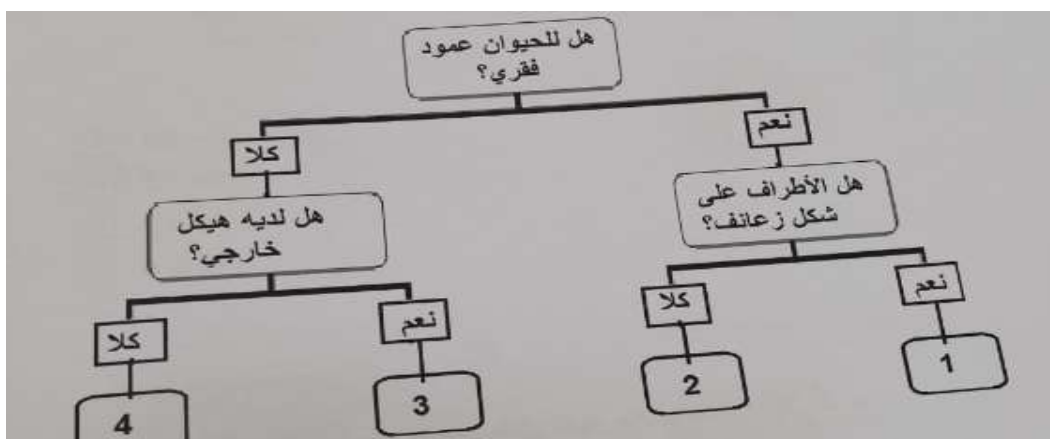 هل للحيوان عمود
فقري؟
نعم
كلا
هل الأطراف على
شكل زعانف؟
هل لديه هيكل
خارجي؟
نعم
كلا
نعم
كلا
1
2
3
4